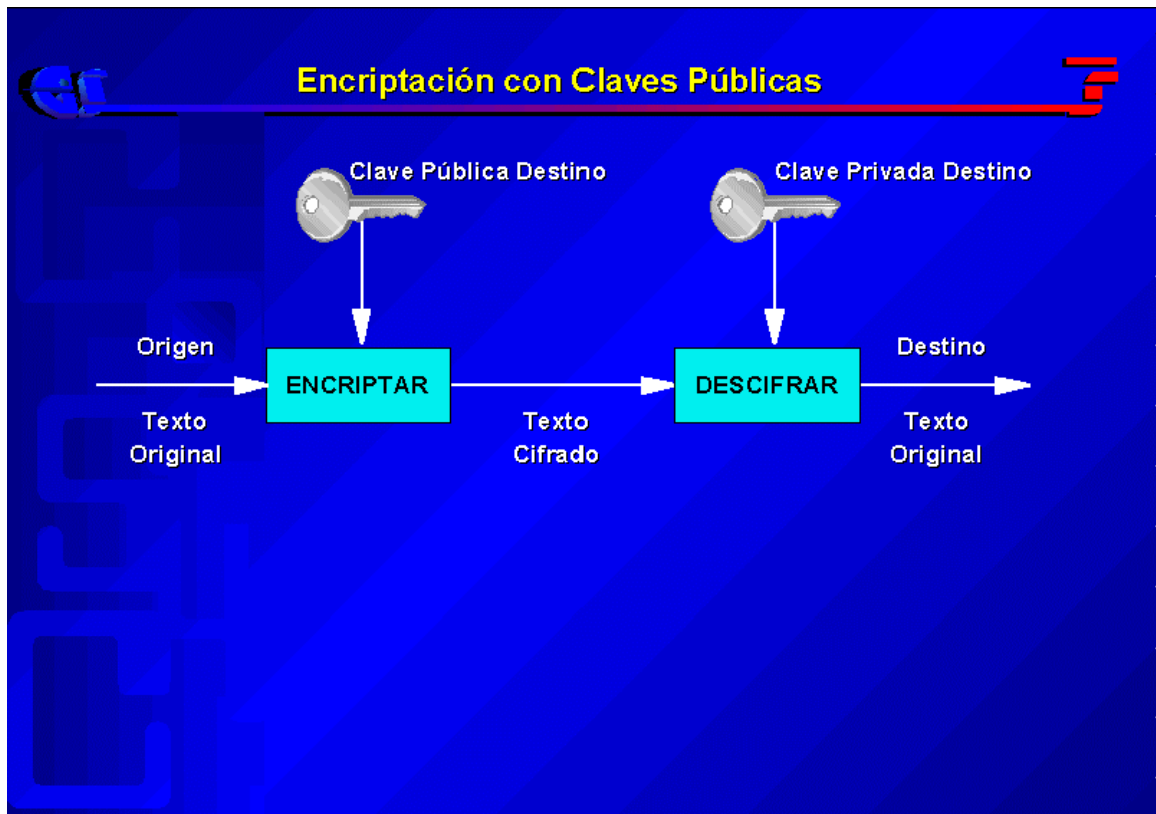 Encriptación con Claves Públicas
Clave Pública Destino
Clave Privada Destino
Origen
ENCRIPTAR
DESCIFRAR
Destino
Texto
Original
Texto
Cifrado
Texto
Original